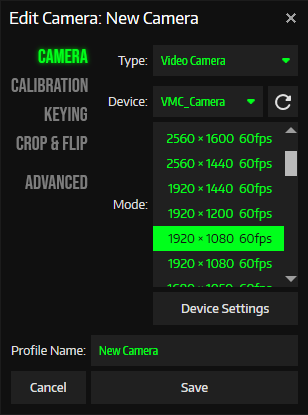 Edit Camera: New Camera
CAMERA
CALIBRATION
KEYING
CROP & FLIP
ADVANCED
Type: Video Camera
Device: VMC_Camera
Mode:
2560 × 1600 60fps
2560 × 1440 60fps
1920 × 1440 60fps
1920 × 1200 60fps
1920 × 1080 60fps
1920 × 1080 60fps
Device Settings
Profile Name: New Camera
Cancel Save